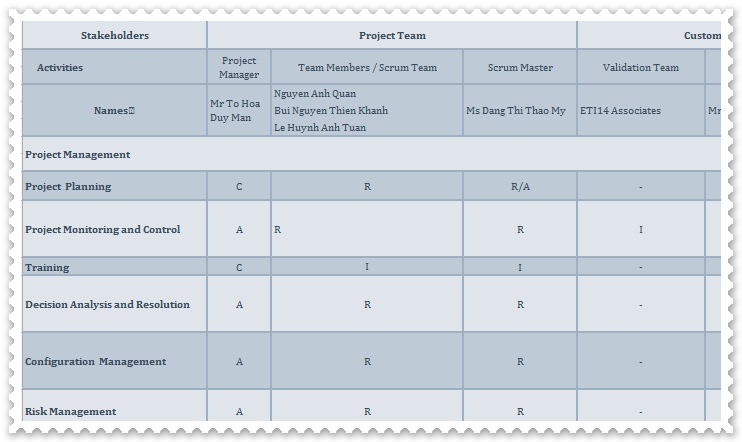 Stakeholders Project Team Custom
Activities Project Manager Team Members / Scrum Team Scrum Master Validation Team
Names Mr To Hoa Duy Man Nguyen Anh Quan Bui Nguyen Thien Khanh Le Huynh Anh Tuan Ms Dang Thi Thao My ETI14 Associates Mr
Project Management
Project Planning C R R/A -
Project Monitoring and Control A R R I
Training C I I -
Decision Analysis and Resolution A R R -
Configuration Management A R R -
Risk Management A R R -